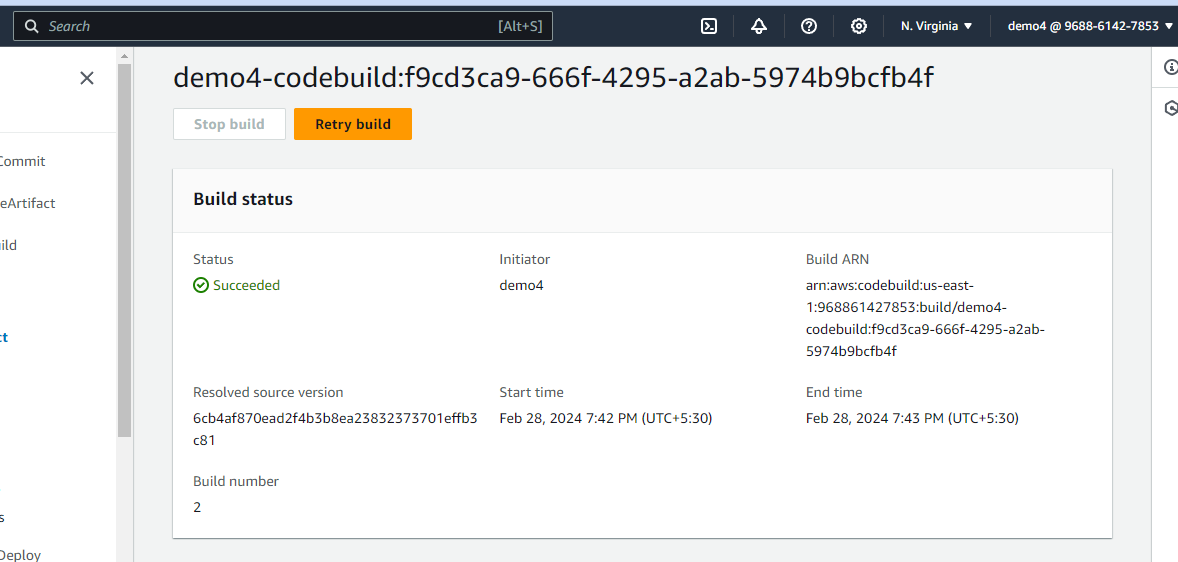 Search [Alt+S] N. Virginia demo4 @ 9688-6142-7853
demo4-codebuild:f9cd3ca9-666f-4295-a2ab-5974b9bcfb4f
Stop build Retry build
Commit
eArtifact
ild
Deploy
Build status
Status Initiator Build ARN
Succeeded demo4 arn:aws:codebuild:us-east-
1:968861427853:build/demo4-
codebuild:f9cd3ca9-666f-4295-a2ab-
5974b9bcfb4f
Resolved source version Start time End time
6cb4af870ead2f4b3b8ea23832373701effb3 Feb 28, 2024 7:42 PM (UTC+5:30) Feb 28, 2024 7:43 PM (UTC+5:30)
c81
Build number
2